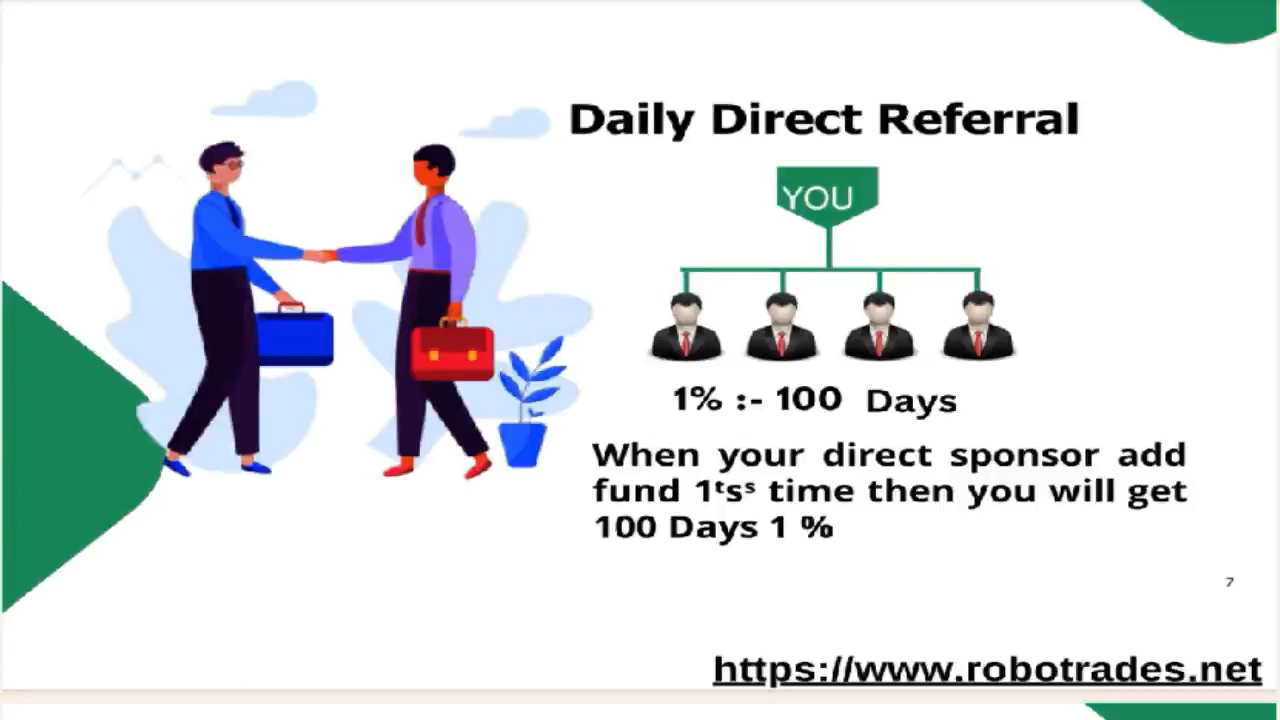 Daily Direct Referral
YOU
1% :- 100 Days
When your direct sponsor add
fund 1ᵗsˢ time then you will get
100 Days 1 %
7
https://www.robotrades.net